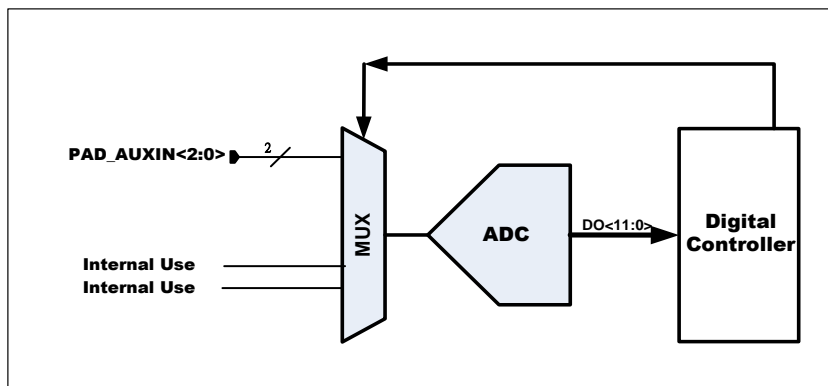 PAD_AUXIN<2:0>
2
MUX
ADC
DO<11:0>
Digital
Controller
Internal Use
Internal Use